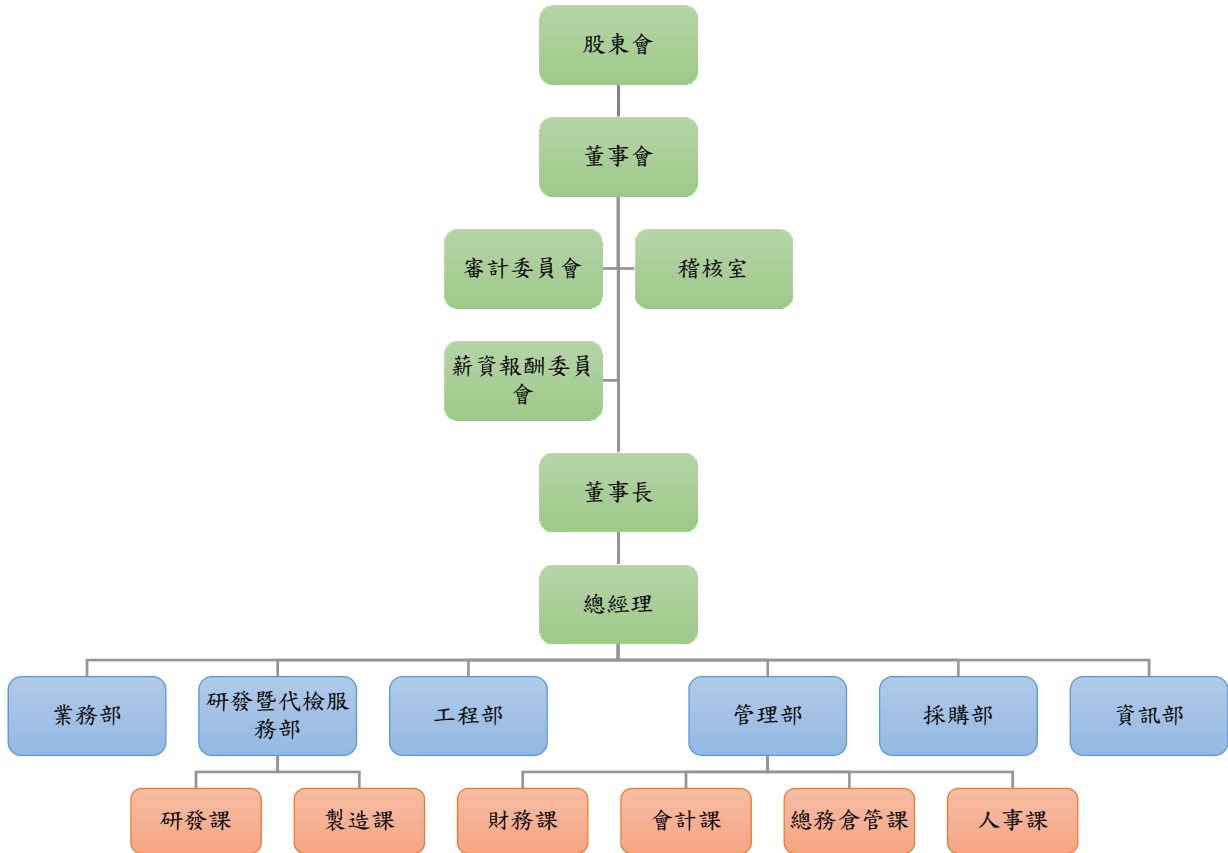 股東會
董事會
審計委員會
稽核室
薪資報酬委員
會
董事長
總經理
業務部
研發暨代檢服
務部
工程部
管理部
採購部
資訊部
研發課
製造課
財務課
會計課
總務倉管課
人事課